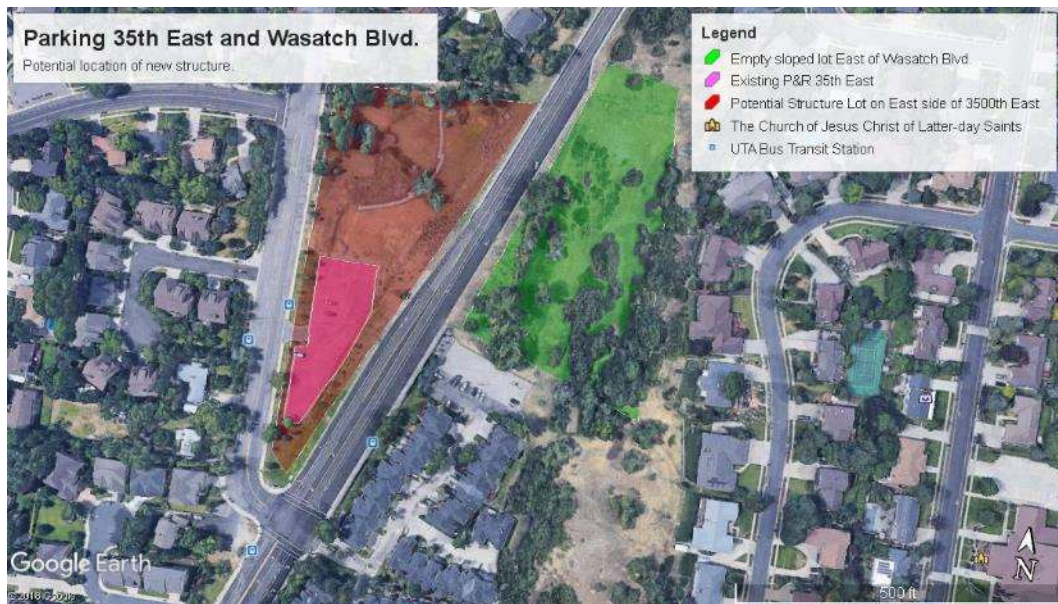 Parking 35th East and Wasatch Blvd.
Potential location of new structure.
Legend
Empty sloped lot East of Wasatch Blvd
Existing P&R 35th East
Potential Structure Lot on East side of 3500th East
The Church of Jesus Christ of Latter-day Saints
UTA Bus Transit Station
Google Earth
© 2018 Google
N
500 ft